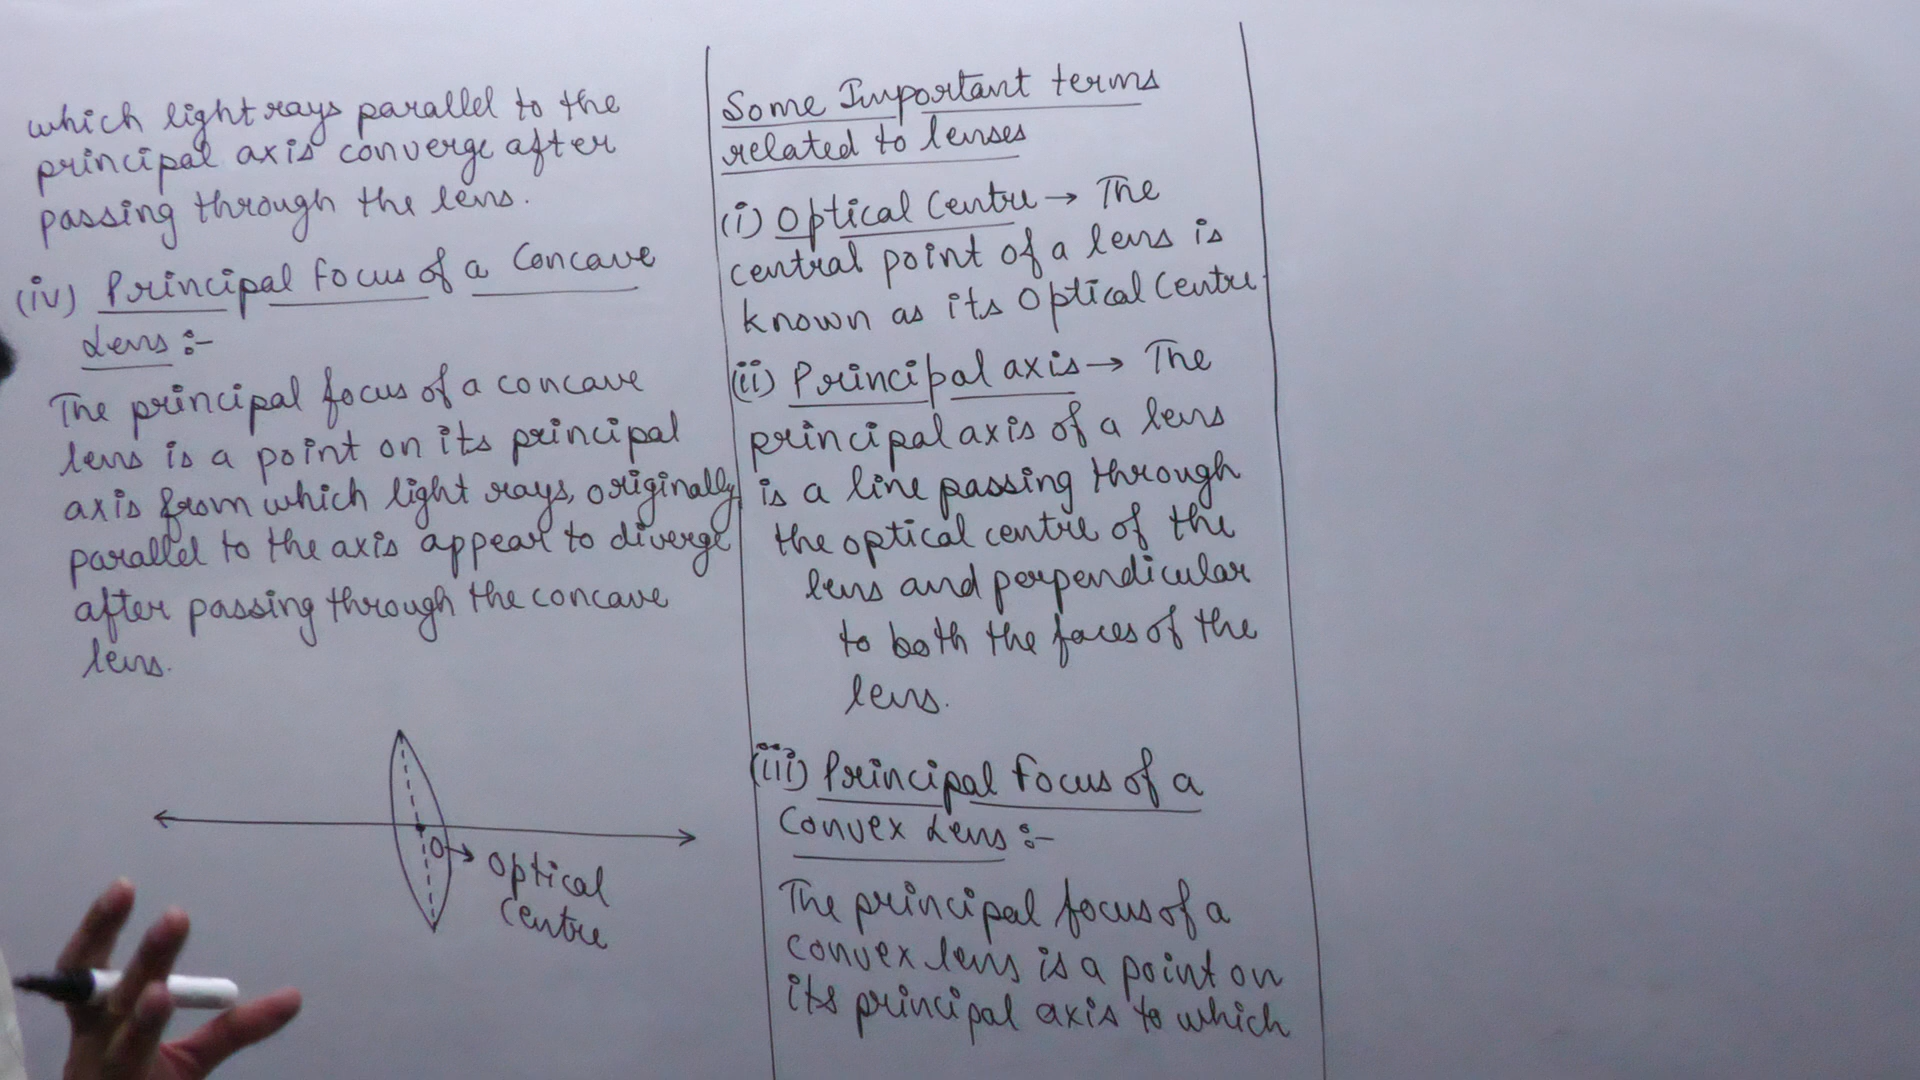 Some Important terms
related to lenses
(i) Optical Centre → The
central point of a lens is
known as its Optical Centre
(ii) Principal axis → The
principal axis of a lens
is a line passing through
the optical centre of the
lens and perpendicular
to both the faces of the
lens.
(iii) Principal Focus of a
Convex Lens :-
The principal focus of a
convex lens is a point on
its principal axis to which
which light rays parallel to the
principal axis converge after
passing through the lens.
(iv) Principal Focus of a Concave
Lens :-
The principal focus of a concave
lens is a point on its principal
axis from which light rays, originally
parallel to the axis appear to diverge
after passing through the concave
lens.
O → Optical
Centre